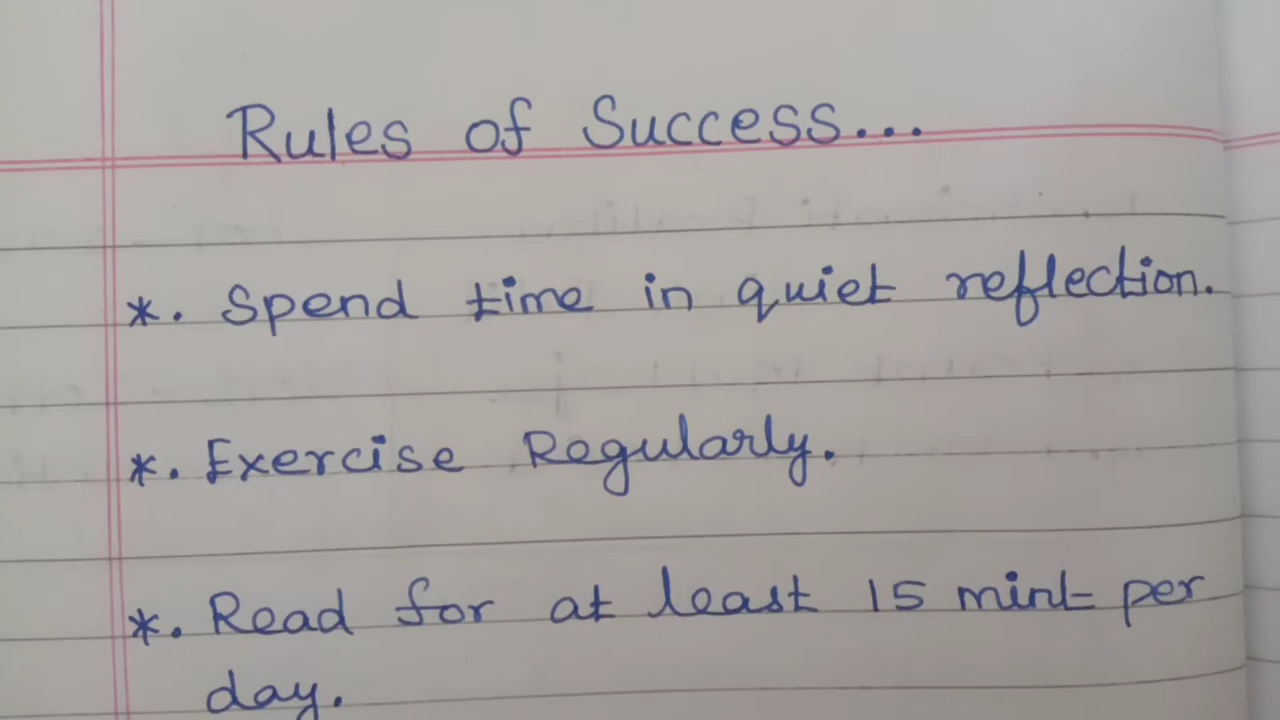 Rules of Success...
*. Spend time in quiet reflection.
*. Exercise Regularly.
*. Read for at least 15 mint per
day.